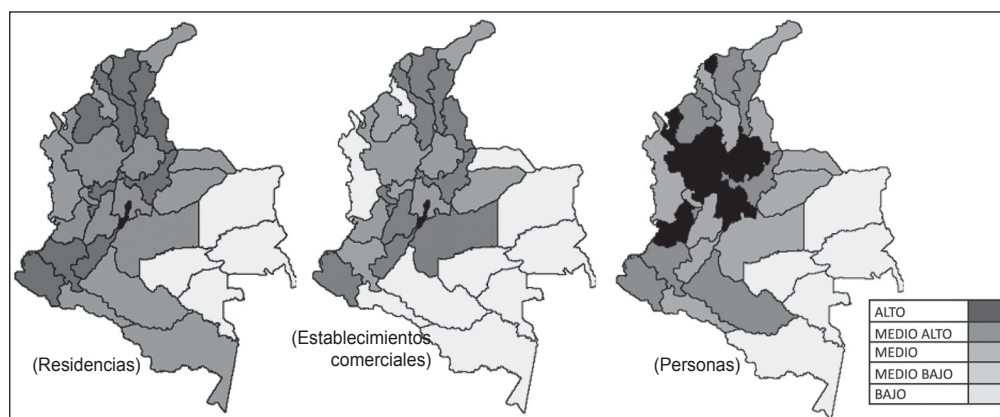 (Residencias)
(Establecimientos
comerciales)
(Personas)
ALTO
MEDIO ALTO
MEDIO
MEDIO BAJO
BAJO